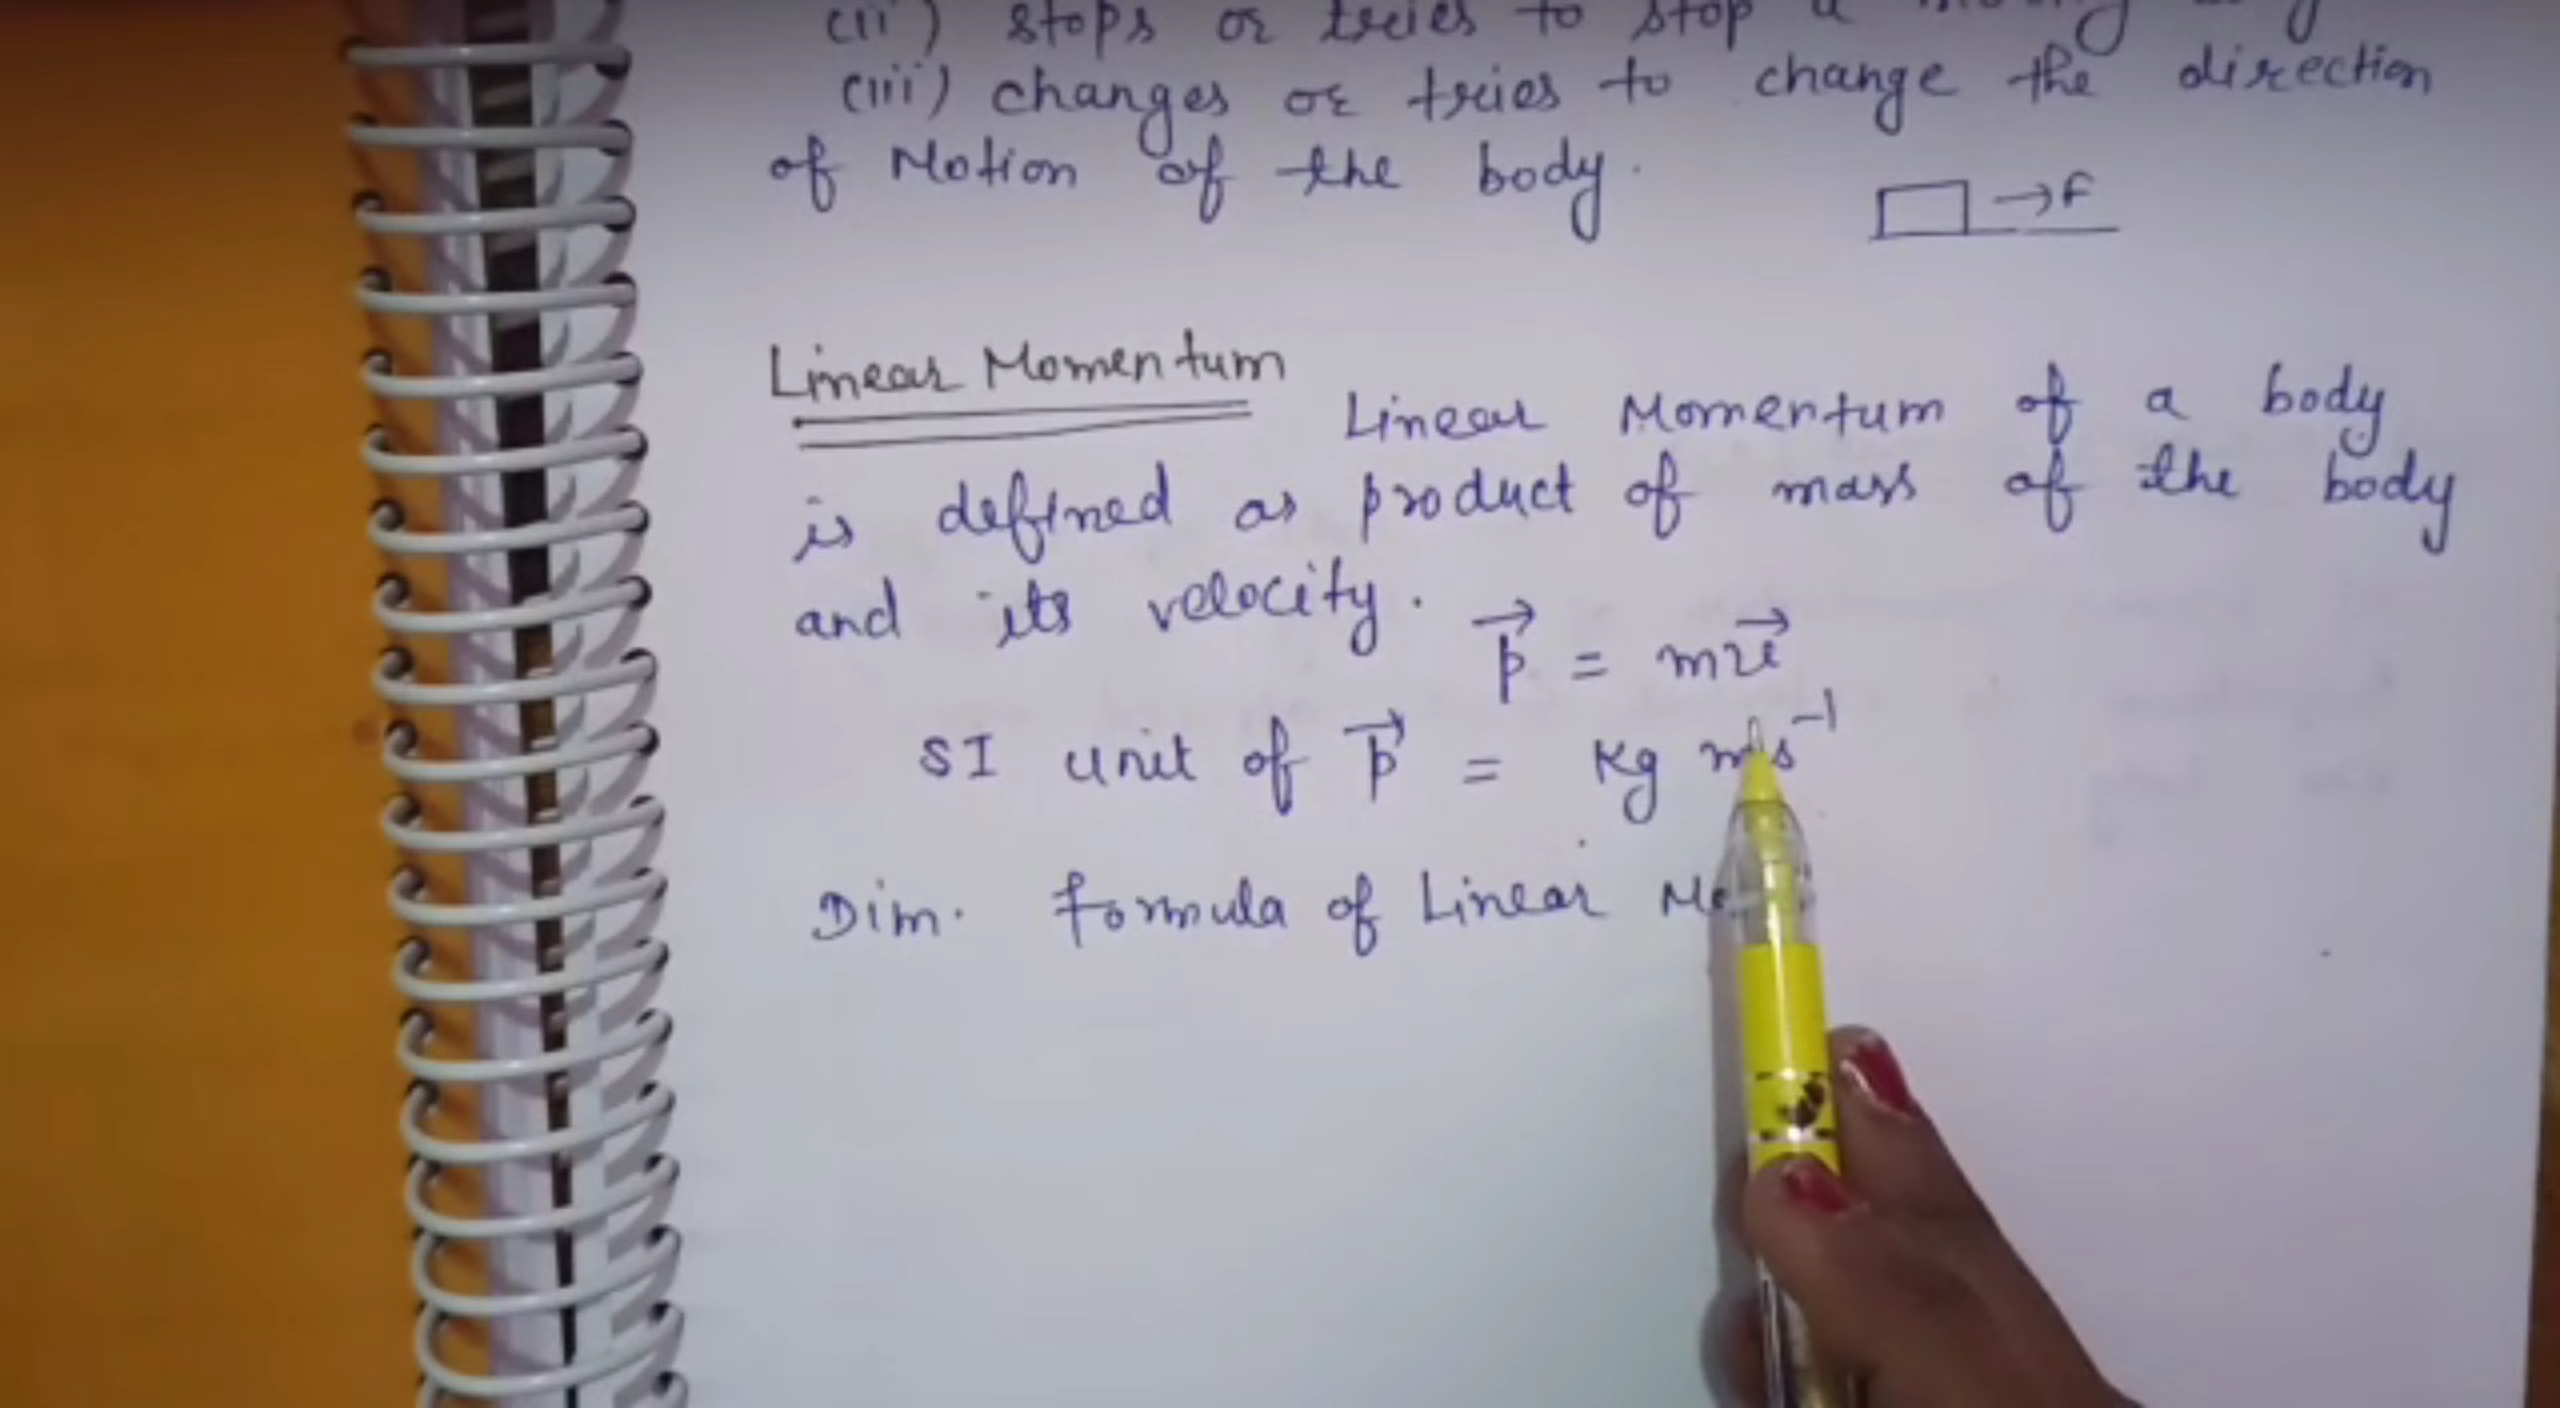 (ii) stops or tries to stop a
(iii) changes or tries to change the direction
of Motion of the body.
→F
Linear Momentum
Linear Momentum of a body
is defined as product of mass of the body
and its velocity.
p⃗ = mv⃗
SI unit of p⃗ = Kg ms⁻¹
Dim. formula of Linear